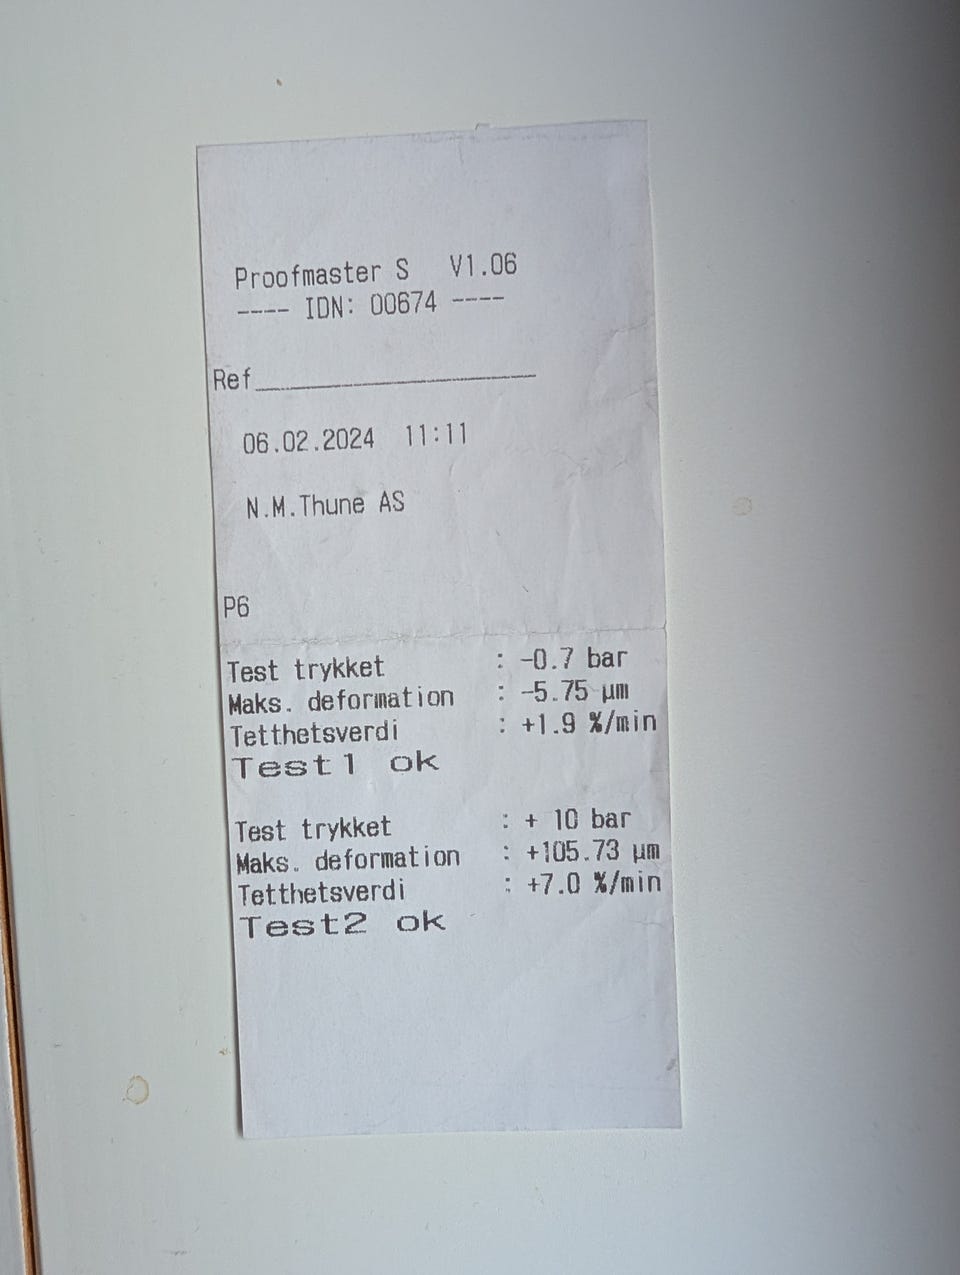 Proofmaster S V1.06
---- IDN: 00674 ----
Ref_______________
06.02.2024 11:11
N.M.Thune AS
P6
Test trykket : -0.7 bar
Maks. deformation : -5.75 µm
Tetthetsverdi : +1.9 %/min
Test1 ok
Test trykket : + 10 bar
Maks. deformation : +105.73 µm
Tetthetsverdi : +7.0 %/min
Test2 ok